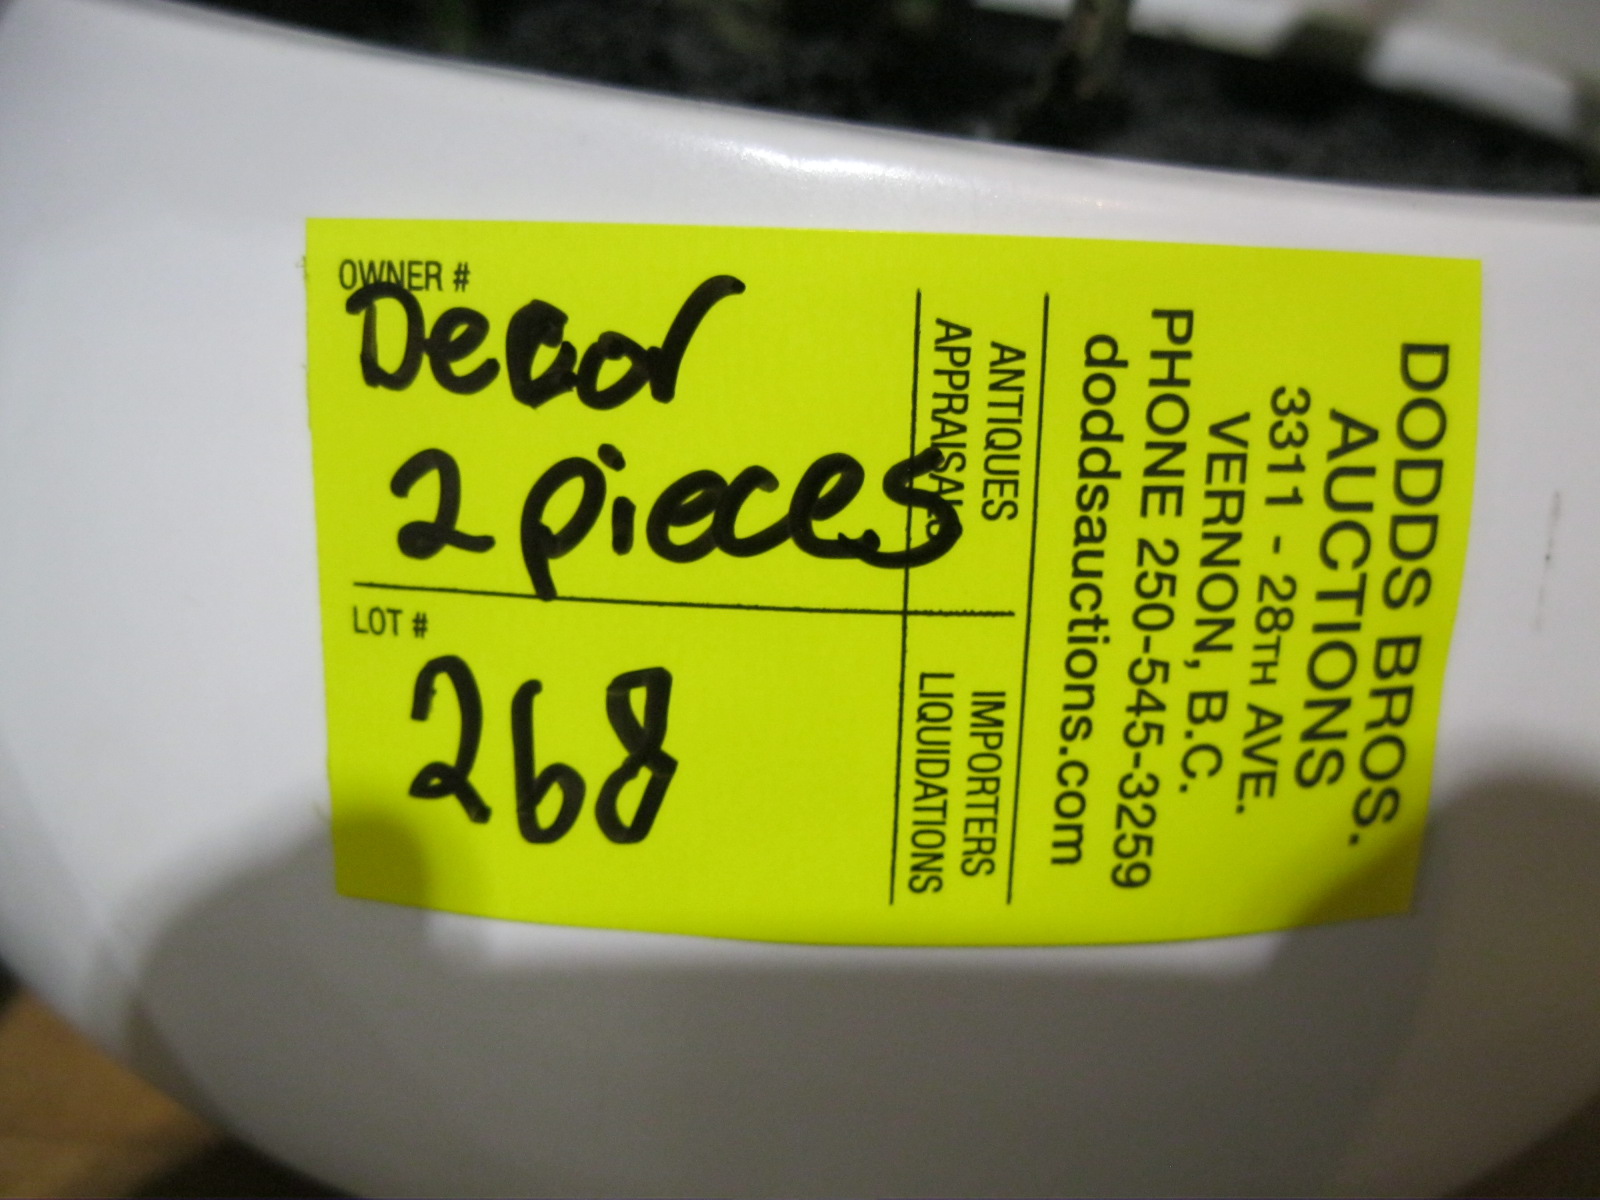 OWNER #
Decor
2 pieces
LOT #
268
ANTIQUES
APPRAISALS
IMPORTERS
LIQUIDATIONS
DODDS BROS.
AUCTIONS
3311 - 28TH AVE.
VERNON, B.C.
PHONE 250-545-3259
doddsauctions.com